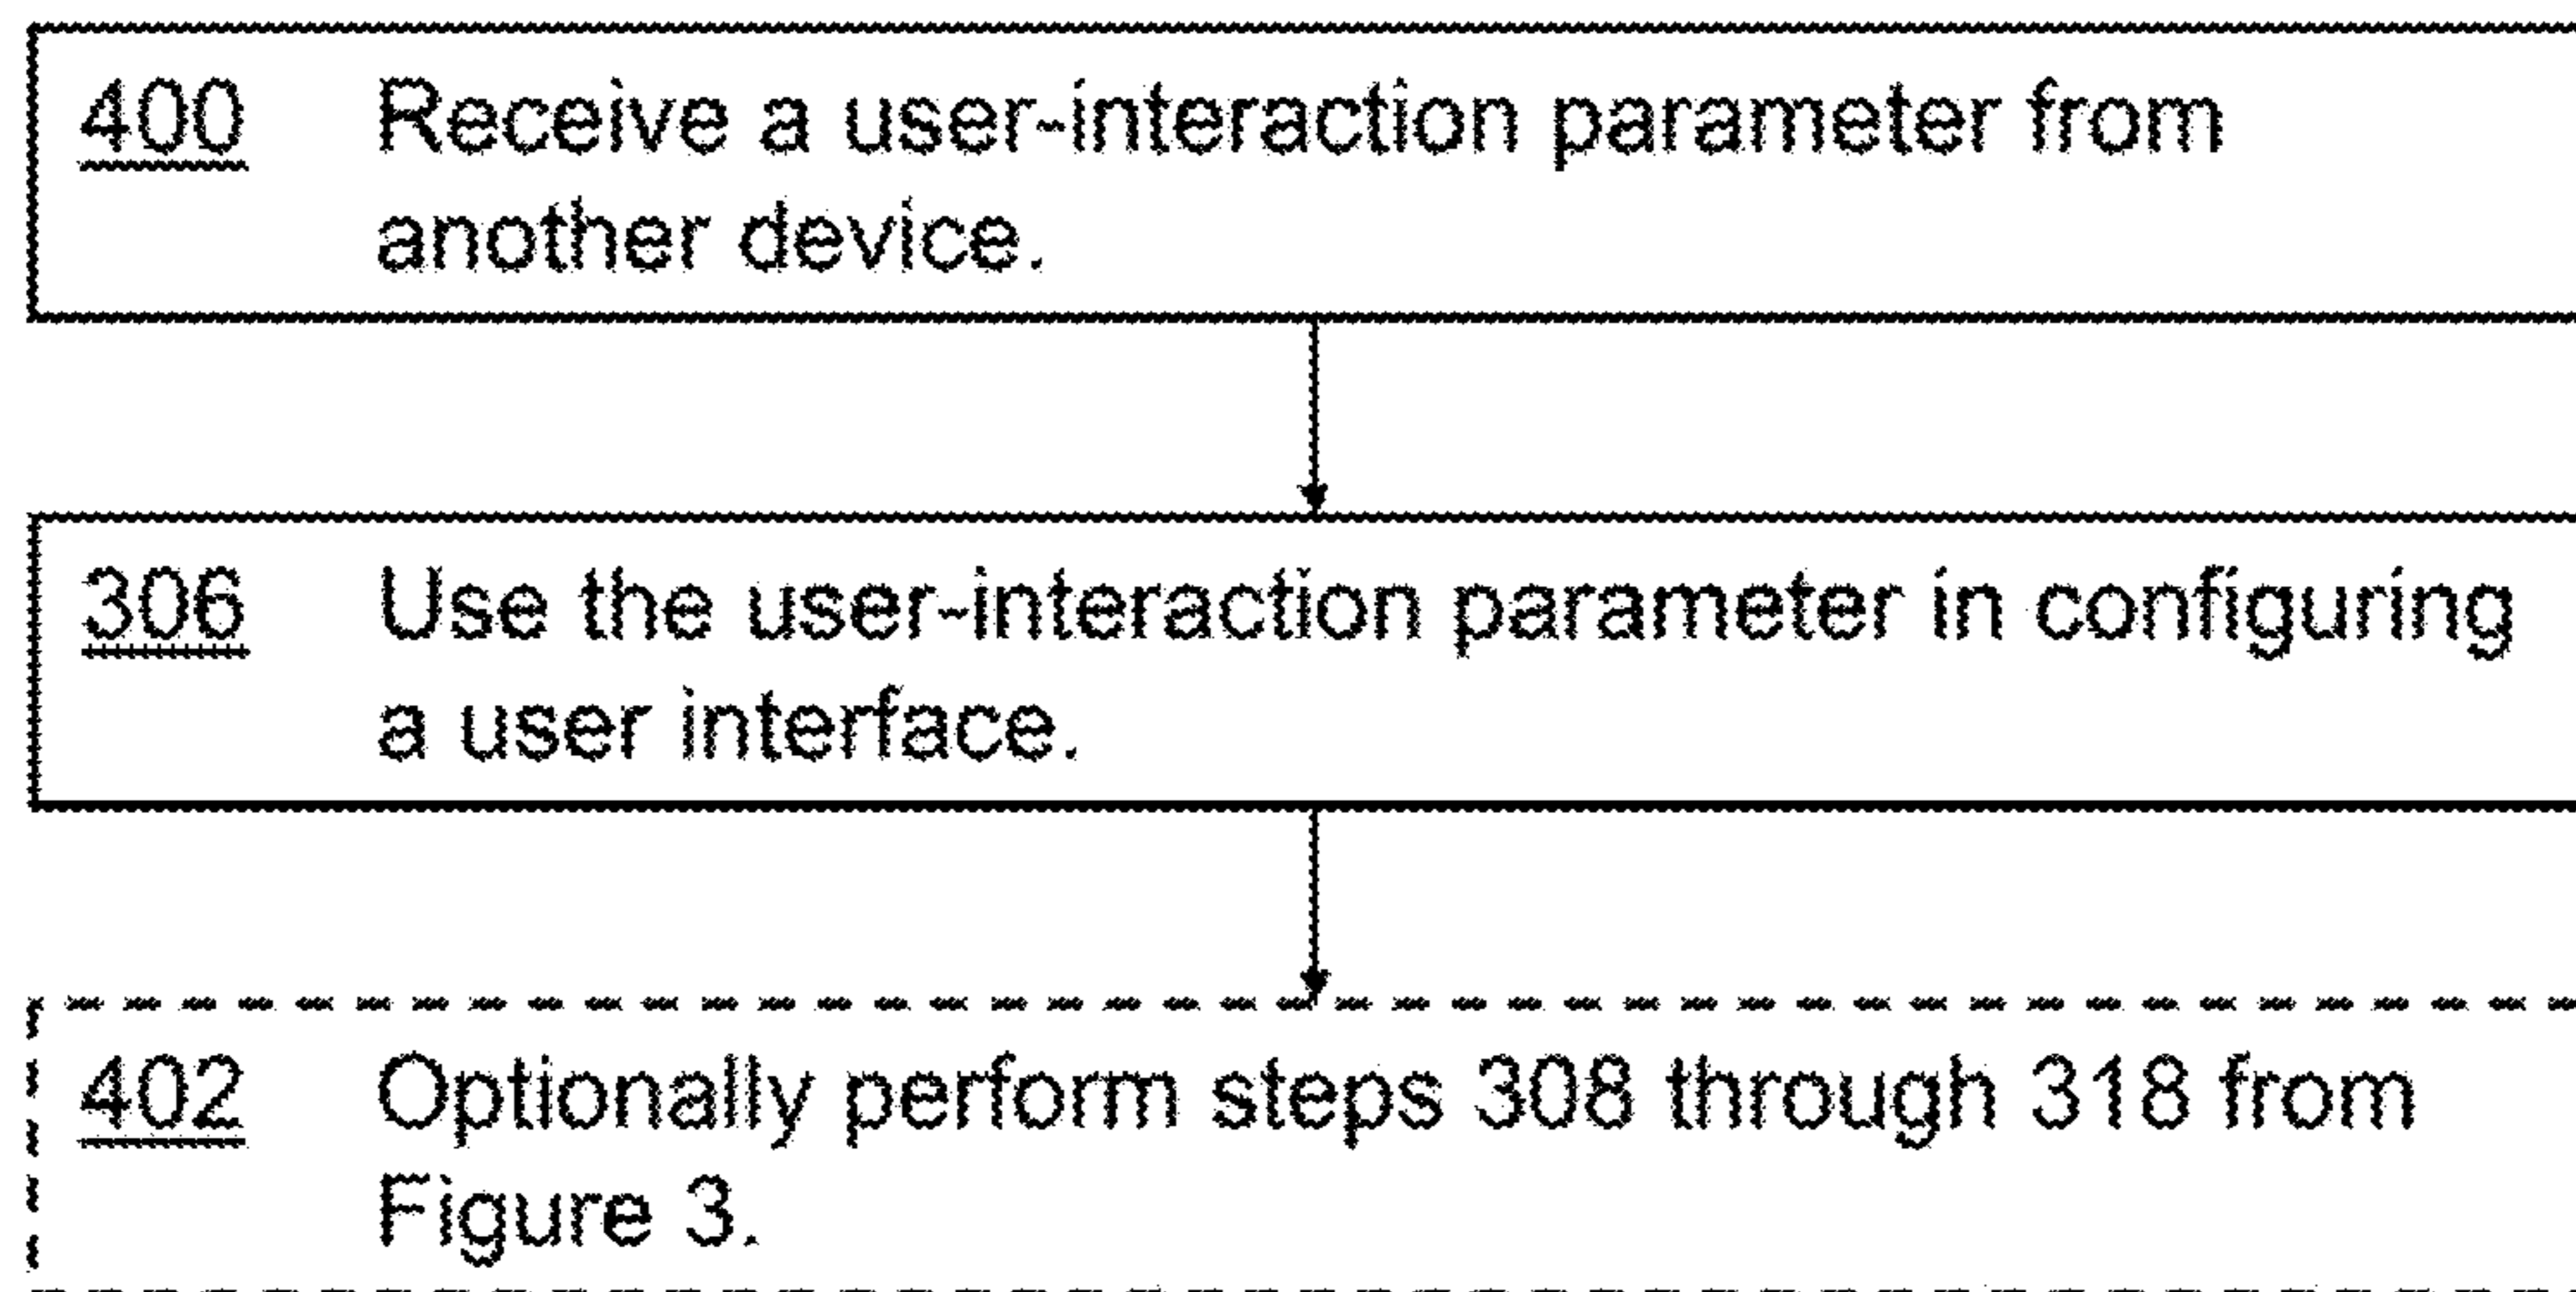 400 Receive a user-interaction parameter from
another device.
306 Use the user-interaction parameter in configuring
a user interface.
402 Optionally perform steps 308 through 318 from
Figure 3.